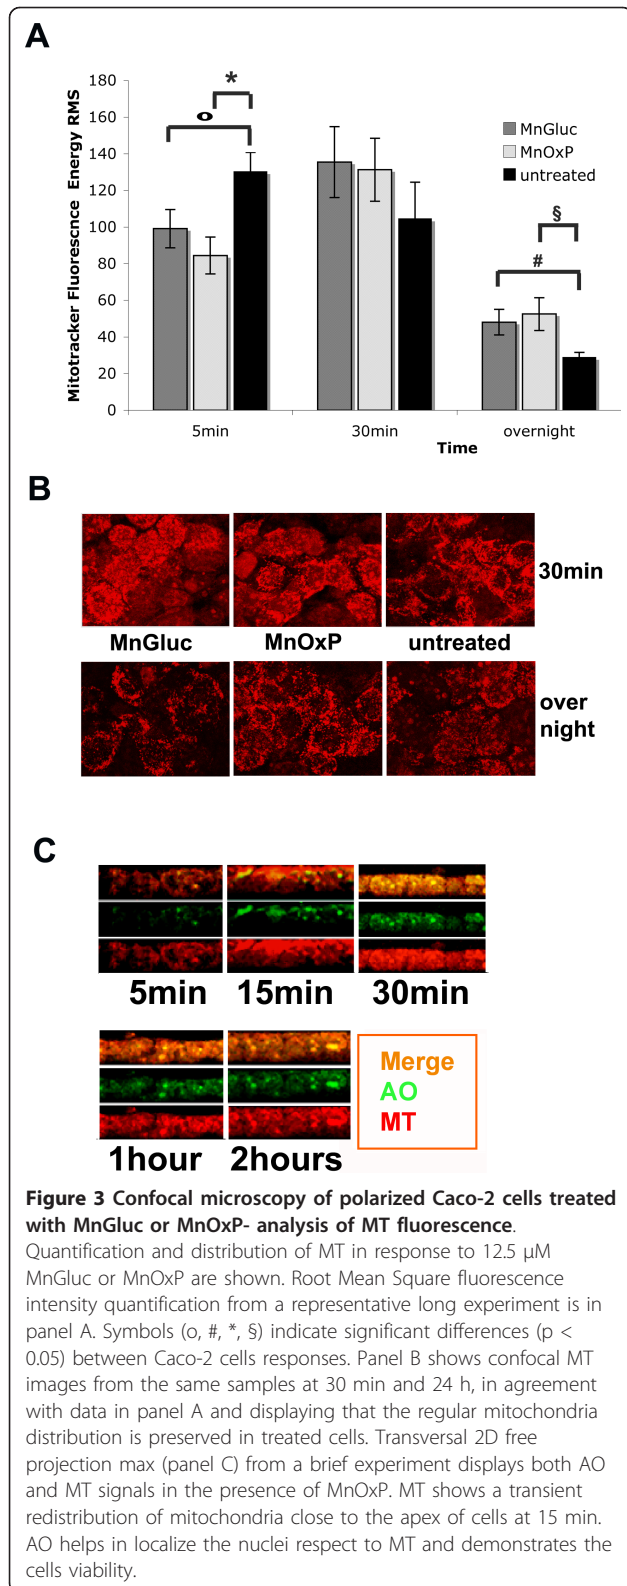 A
Mitotracker Fluorescnce Energy RMS
180
160
140
120
100
80
60
40
20
0
*
o
§
#
MnGluc
MnOxP
untreated
5min
30min
overnight
Time
B
30min
MnGluc
MnOxP
untreated
over
night
C
5min
15min
30min
1hour
2hours
Merge
AO
MT
Figure 3 Confocal microscopy of polarized Caco-2 cells treated
with MnGluc or MnOxP- analysis of MT fluorescence.
Quantification and distribution of MT in response to 12.5 μM
MnGluc or MnOxP are shown. Root Mean Square fluorescence
intensity quantification from a representative long experiment is in
panel A. Symbols (o, #, *, §) indicate significant differences (p <
0.05) between Caco-2 cells responses. Panel B shows confocal MT
images from the same samples at 30 min and 24 h, in agreement
with data in panel A and displaying that the regular mitochondria
distribution is preserved in treated cells. Transversal 2D free
projection max (panel C) from a brief experiment displays both AO
and MT signals in the presence of MnOxP. MT shows a transient
redistribution of mitochondria close to the apex of cells at 15 min.
AO helps in localize the nuclei respect to MT and demonstrates the
cells viability.